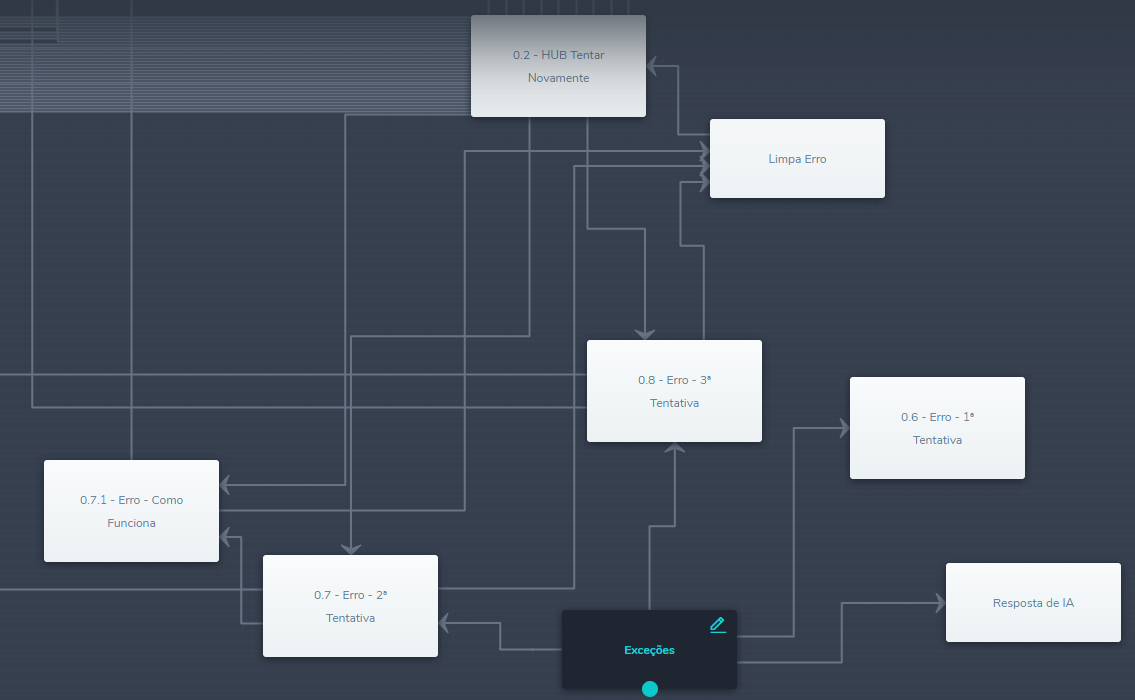 0.2 - HUB Tentar
Novamente
Limpa Erro
0.8 - Erro - 3ª
Tentativa
0.6 - Erro - 1ª
Tentativa
0.7.1 - Erro - Como
Funciona
0.7 - Erro - 2ª
Tentativa
Resposta de IA
Exceções